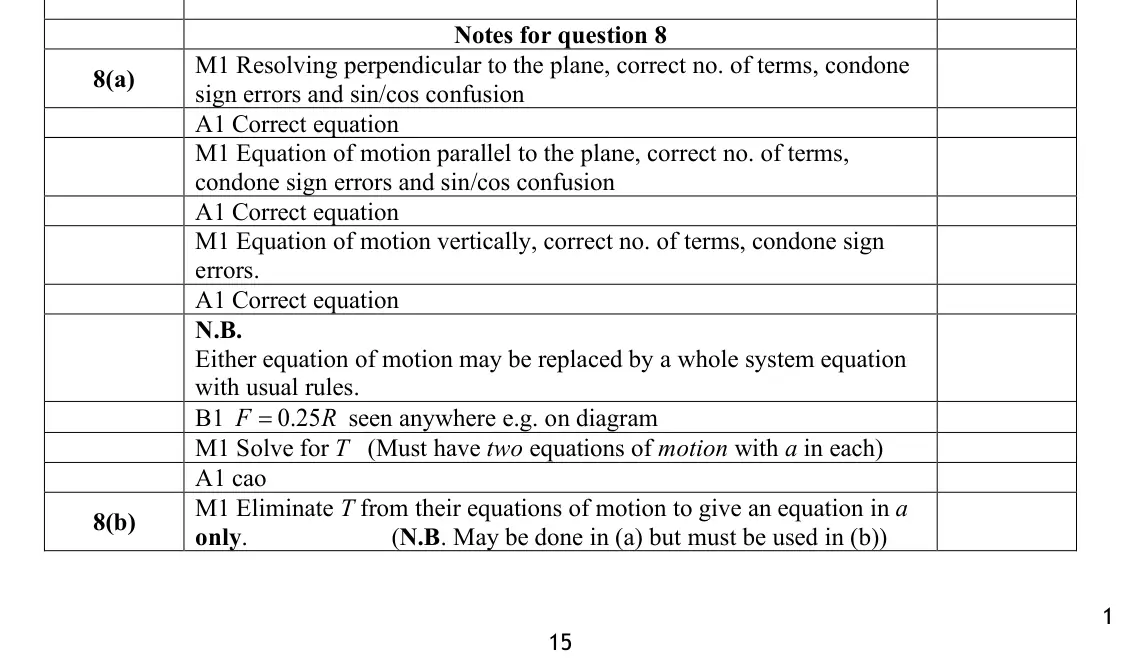 Notes for question 8
8(a)
M1 Resolving perpendicular to the plane, correct no. of terms, condone
sign errors and sin/cos confusion
A1 Correct equation
M1 Equation of motion parallel to the plane, correct no. of terms,
condone sign errors and sin/cos confusion
A1 Correct equation
M1 Equation of motion vertically, correct no. of terms, condone sign
errors.
A1 Correct equation
N.B.
Either equation of motion may be replaced by a whole system equation
with usual rules.
B1 F = 0.25R seen anywhere e.g. on diagram
M1 Solve for T (Must have two equations of motion with a in each)
A1 cao
8(b)
M1 Eliminate T from their equations of motion to give an equation in a
only. (N.B. May be done in (a) but must be used in (b))
1
15